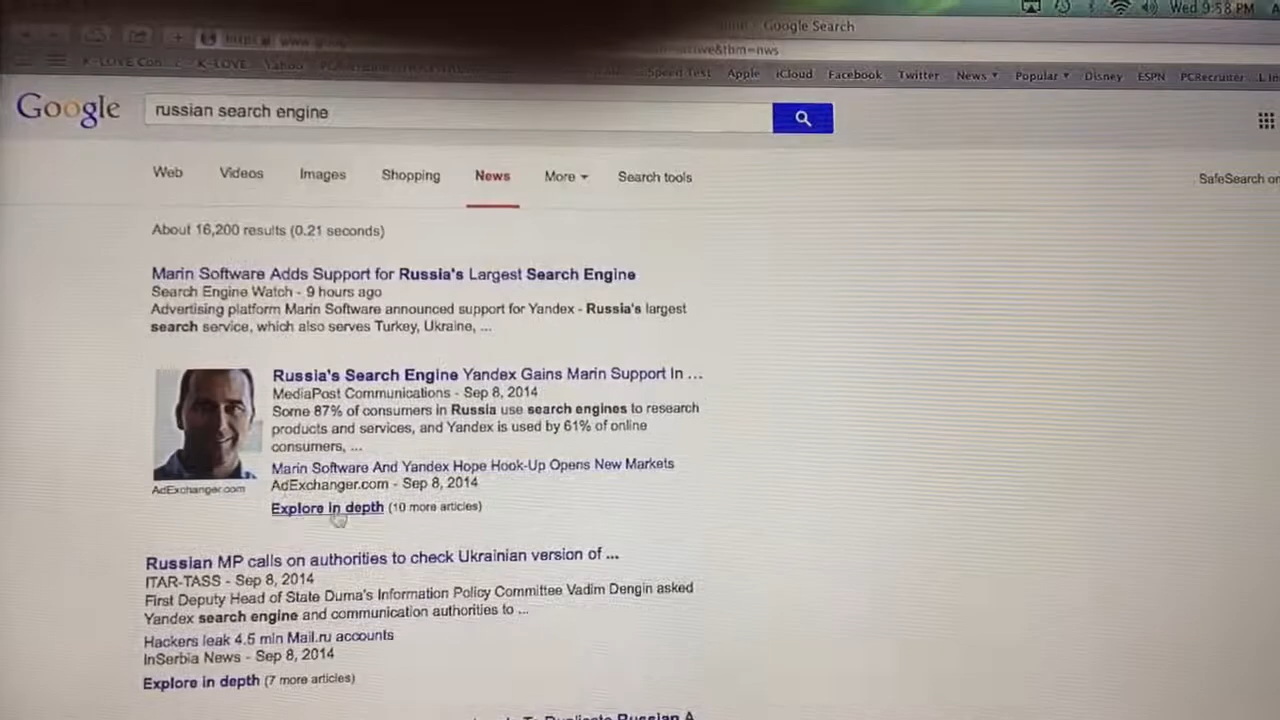 Wed 9:58 PM
Google Search
K-LOVE K-LOVE Yahoo
Speed Test Apple iCloud Facebook Twitter News Popular Disney ESPN PCRecruiter
Google russian search engine
Web Videos Images Shopping News More Search tools
SafeSearch on
About 16,200 results (0.21 seconds)
Marin Software Adds Support for Russia's Largest Search Engine
Search Engine Watch - 9 hours ago
Advertising platform Marin Software announced support for Yandex - Russia's largest
search service, which also serves Turkey, Ukraine, ...
Russia's Search Engine Yandex Gains Marin Support In ...
MediaPost Communications - Sep 8, 2014
Some 87% of consumers in Russia use search engines to research
products and services, and Yandex is used by 61% of online
consumers, ...
Marin Software And Yandex Hope Hook-Up Opens New Markets
AdExchanger.com - Sep 8, 2014
AdExchanger.com
Explore in depth (10 more articles)
Russian MP calls on authorities to check Ukrainian version of ...
ITAR-TASS - Sep 8, 2014
First Deputy Head of State Duma's Information Policy Committee Vadim Dengin asked
Yandex search engine and communication authorities to ...
Hackers leak 4.5 mln Mail.ru accounts
InSerbia News - Sep 8, 2014
Explore in depth (7 more articles)
To Duplicate Russian A